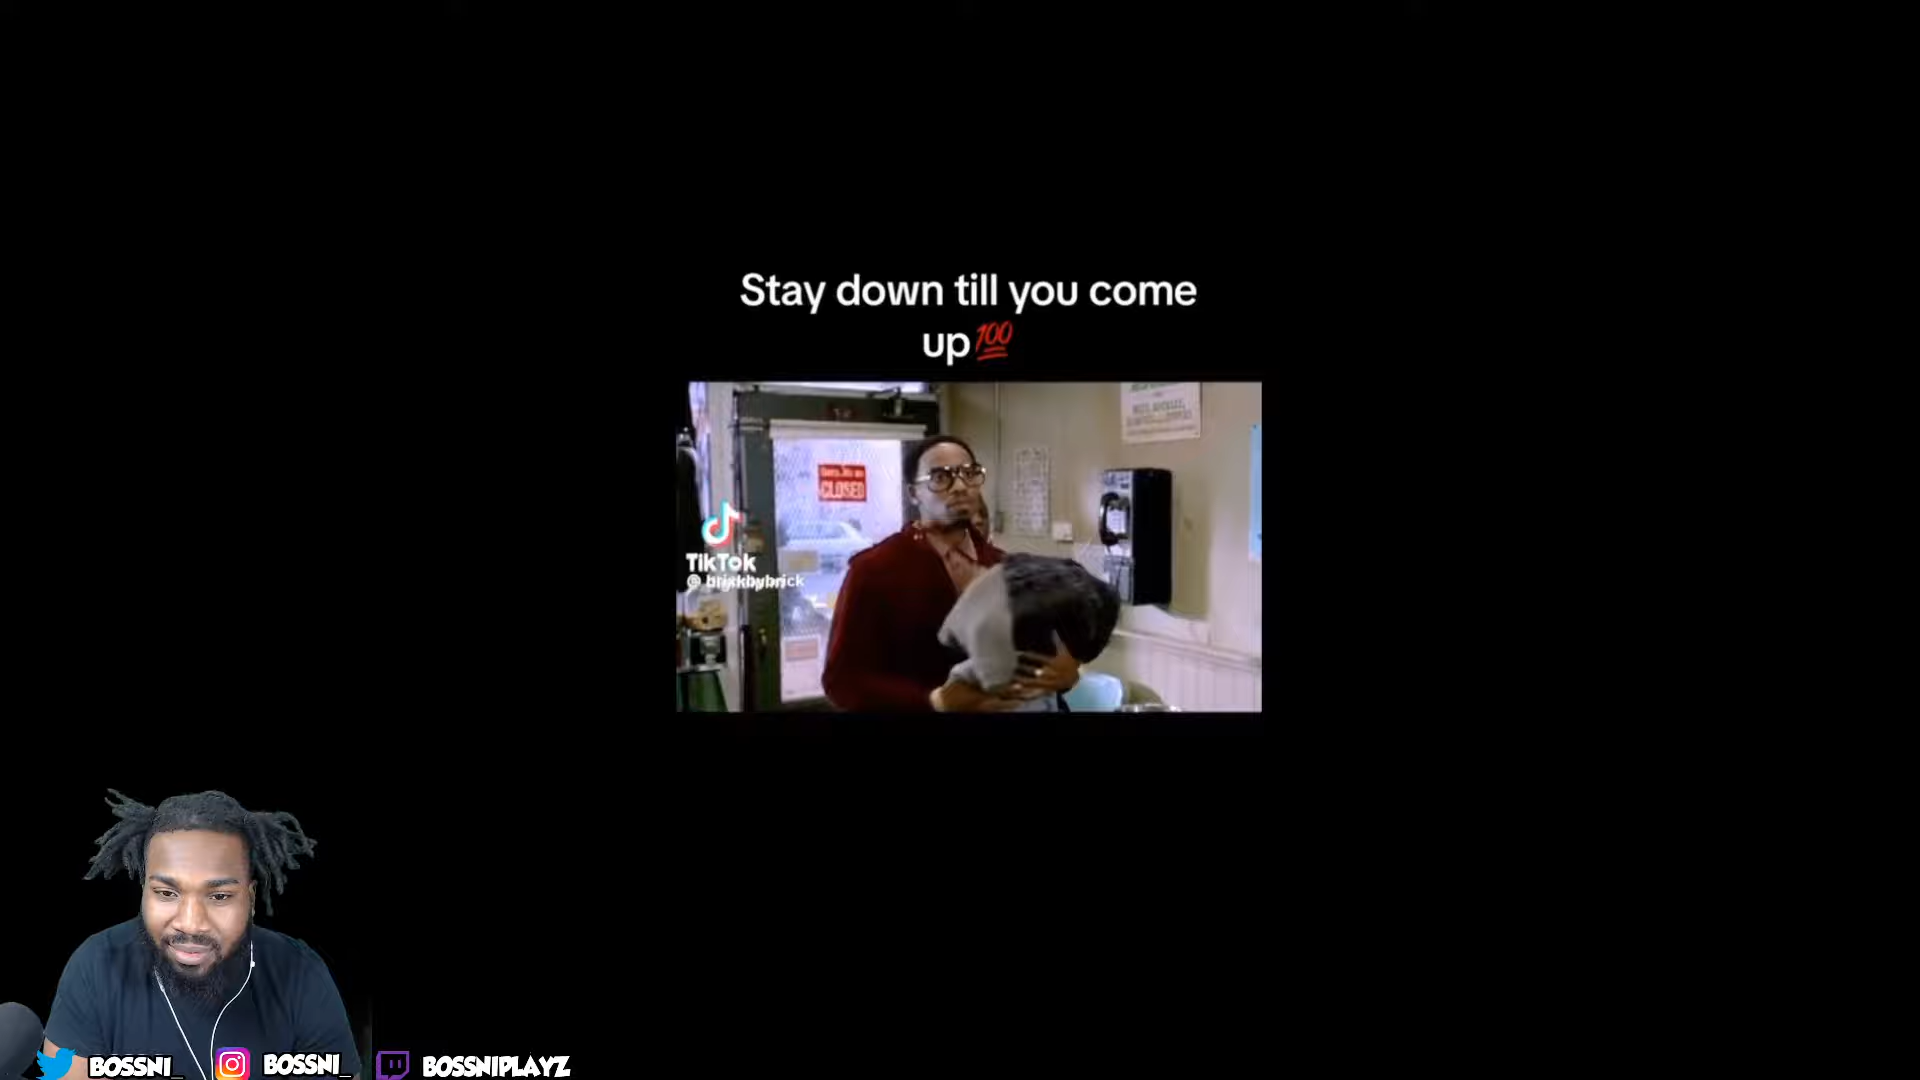 Stay down till you come
up💯
CLOSED
TikTok
BOSSNI_
BOSSNI_
BOSSNIPLAYZ